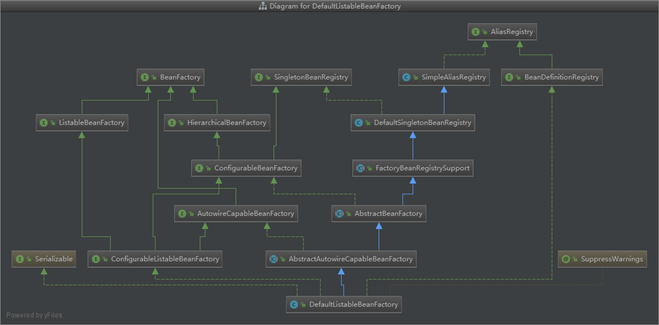 Diagram for DefaultListableBeanFactory
AliasRegistry
BeanFactory
SingletonBeanRegistry
SimpleAliasRegistry
BeanDefinitionRegistry
ListableBeanFactory
HierarchicalBeanFactory
DefaultSingletonBeanRegistry
ConfigurableBeanFactory
FactoryBeanRegistrySupport
AutowireCapableBeanFactory
AbstractBeanFactory
Serializable
ConfigurableListableBeanFactory
AbstractAutowireCapableBeanFactory
SuppressWarnings
DefaultListableBeanFactory
Powered by yFiles